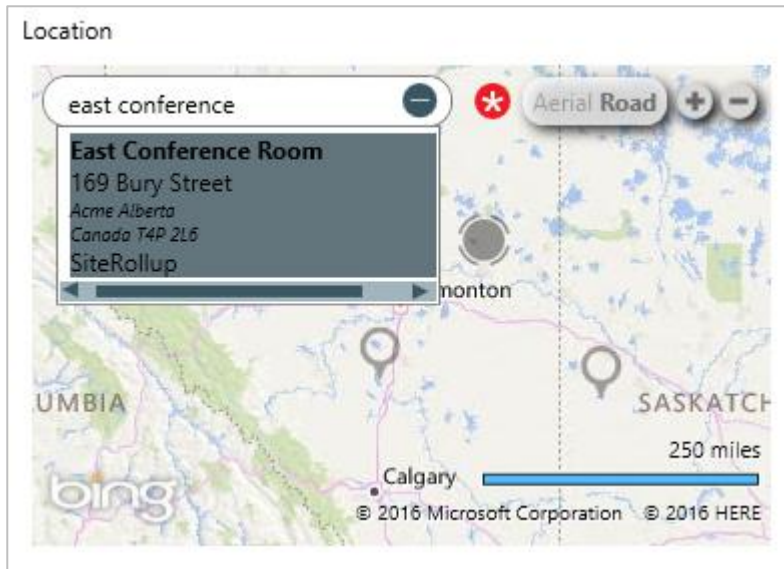 Location
east conference
Aerial Road
East Conference Room
169 Bury Street
Acme Alberta
Canada T4P 2L6
SiteRollup
monton
UMBIA
SASKATCH
250 miles
Calgary
bing
© 2016 Microsoft Corporation © 2016 HERE